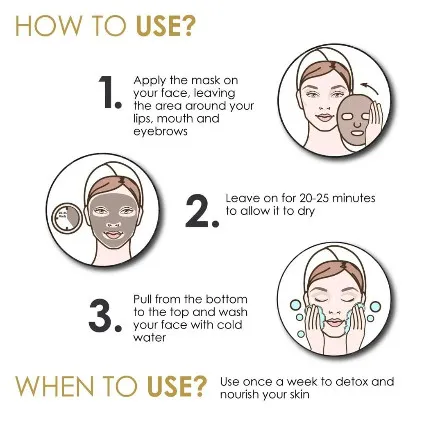 HOW TO USE?
1. Apply the mask on
your face, leaving
the area around your
lips, mouth and
eyebrows
2. Leave on for 20-25 minutes
to allow it to dry
3. Pull from the bottom
to the top and wash
your face with cold
water
WHEN TO USE? Use once a week to detox and
nourish your skin